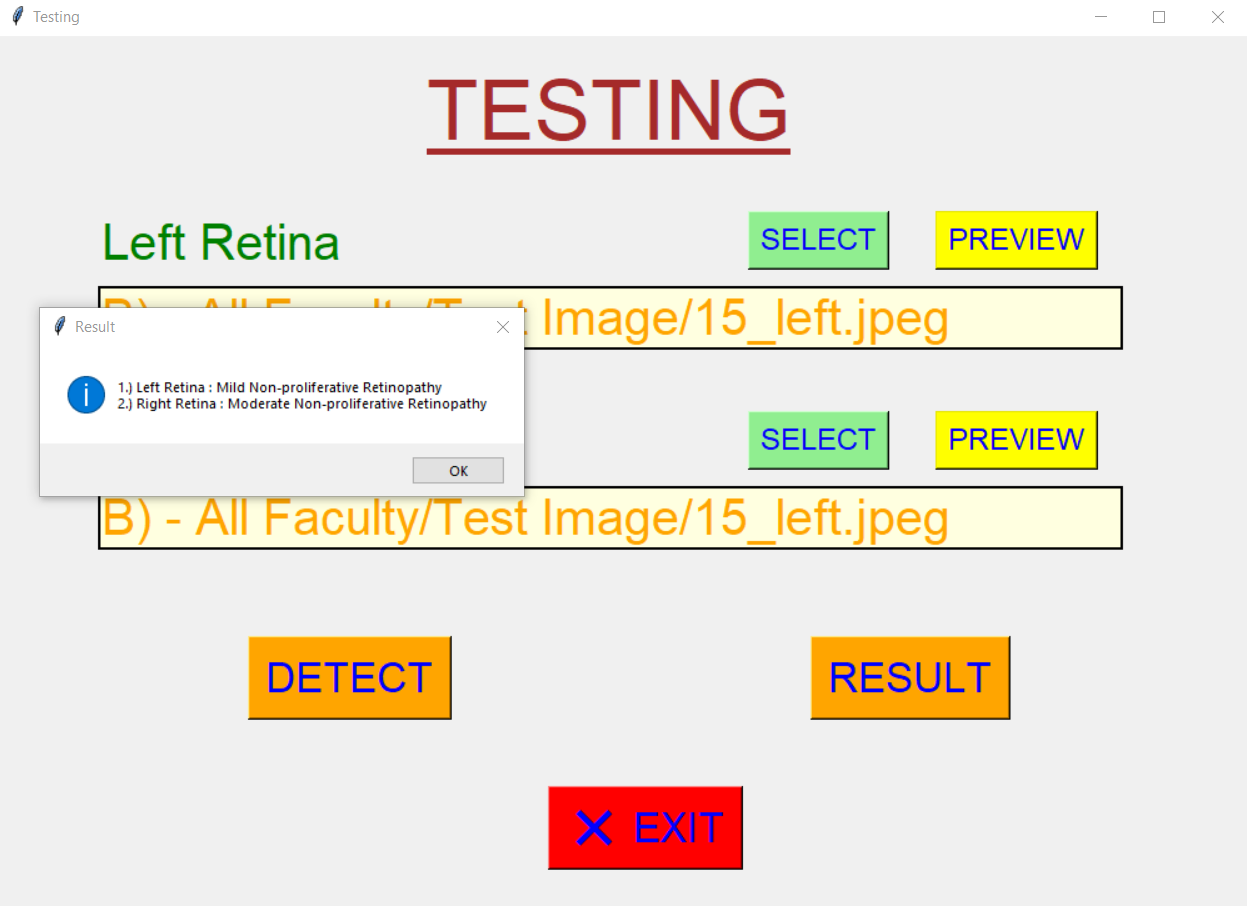 Testing
TESTING
Left Retina
SELECT
PREVIEW
Image/15_left.jpeg
Result
1.) Left Retina : Mild Non-proliferative Retinopathy
2.) Right Retina : Moderate Non-proliferative Retinopathy
OK
SELECT
PREVIEW
B) - All Faculty/Test Image/15_left.jpeg
DETECT
RESULT
EXIT